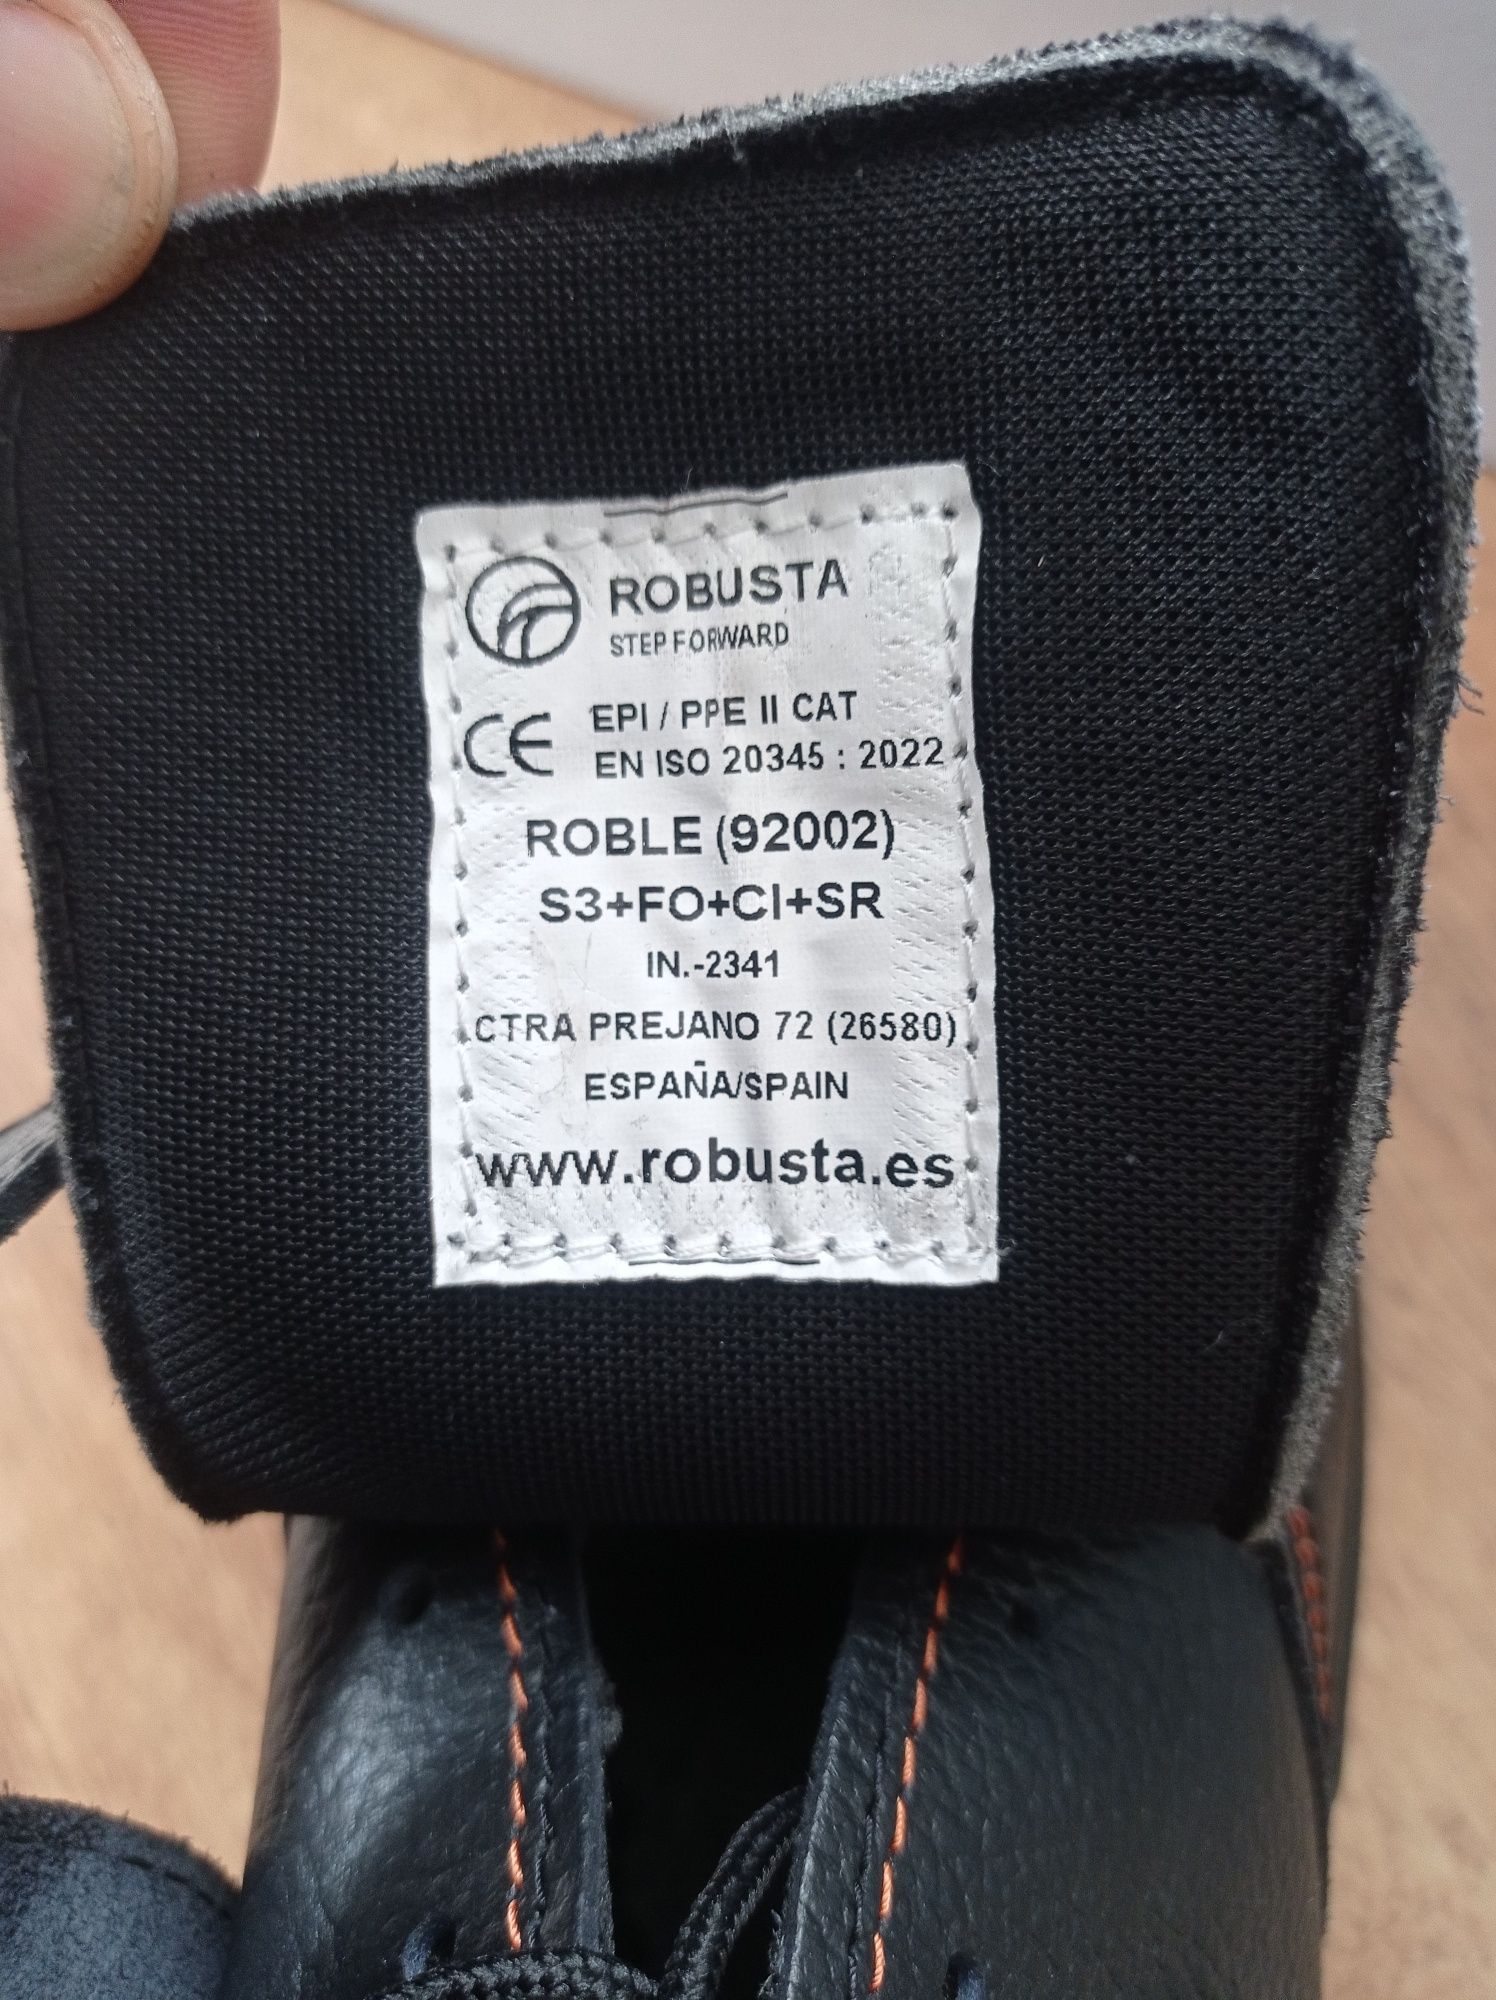 ROBUSTA
STEP FORWARD
CE
EPI / PPE II CAT
EN ISO 20345 : 2022
ROBLE (92002)
S3+FO+CI+SR
IN.-2341
CTRA PREJANO 72 (26580)
ESPAÑA/SPAIN
www.robusta.es